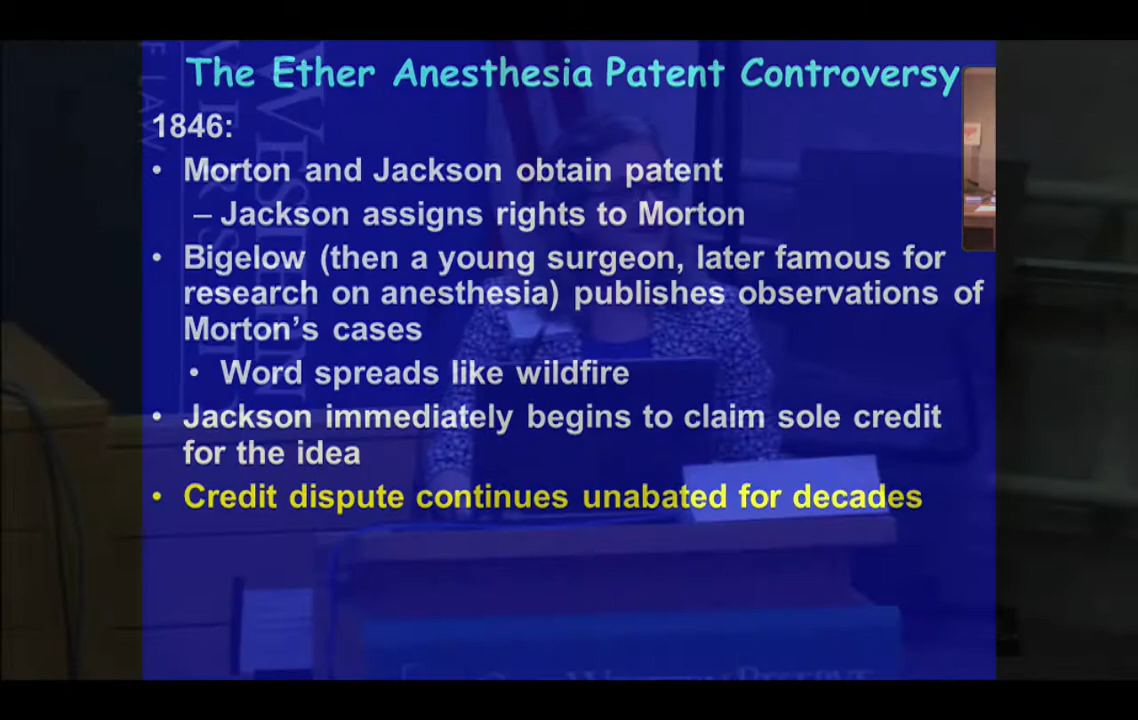 The Ether Anesthesia Patent Controversy
1846:
• Morton and Jackson obtain patent
– Jackson assigns rights to Morton
• Bigelow (then a young surgeon, later famous for
research on anesthesia) publishes observations of
Morton’s cases
• Word spreads like wildfire
• Jackson immediately begins to claim sole credit
for the idea
• Credit dispute continues unabated for decades
WESTERN RESERVE